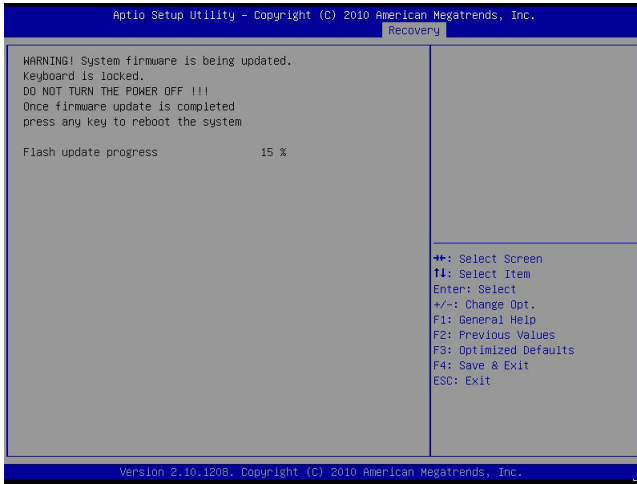 Aptio Setup Utility – Copyright (C) 2010 American Megatrends, Inc.
Recovery
WARNING! System firmware is being updated.
Keyboard is locked.
DO NOT TURN THE POWER OFF !!!
Once firmware update is completed
press any key to reboot the system
Flash update progress 15 %
→←: Select Screen
↑↓: Select Item
Enter: Select
+/-: Change Opt.
F1: General Help
F2: Previous Values
F3: Optimized Defaults
F4: Save & Exit
ESC: Exit
Version 2.10.1208. Copyright (C) 2010 American Megatrends, Inc.